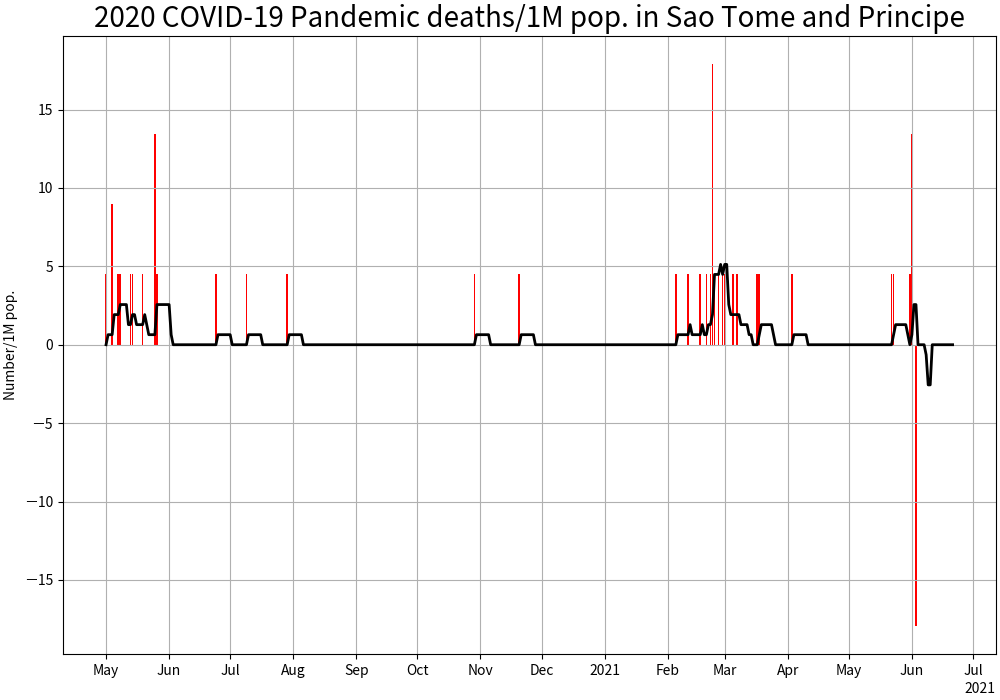 2020 COVID-19 Pandemic deaths/1M pop. in Sao Tome and Principe
Number/1M pop.
15
10
5
0
−5
−10
−15
May Jun Jul Aug Sep Oct Nov Dec 2021 Feb Mar Apr May Jun Jul
2021